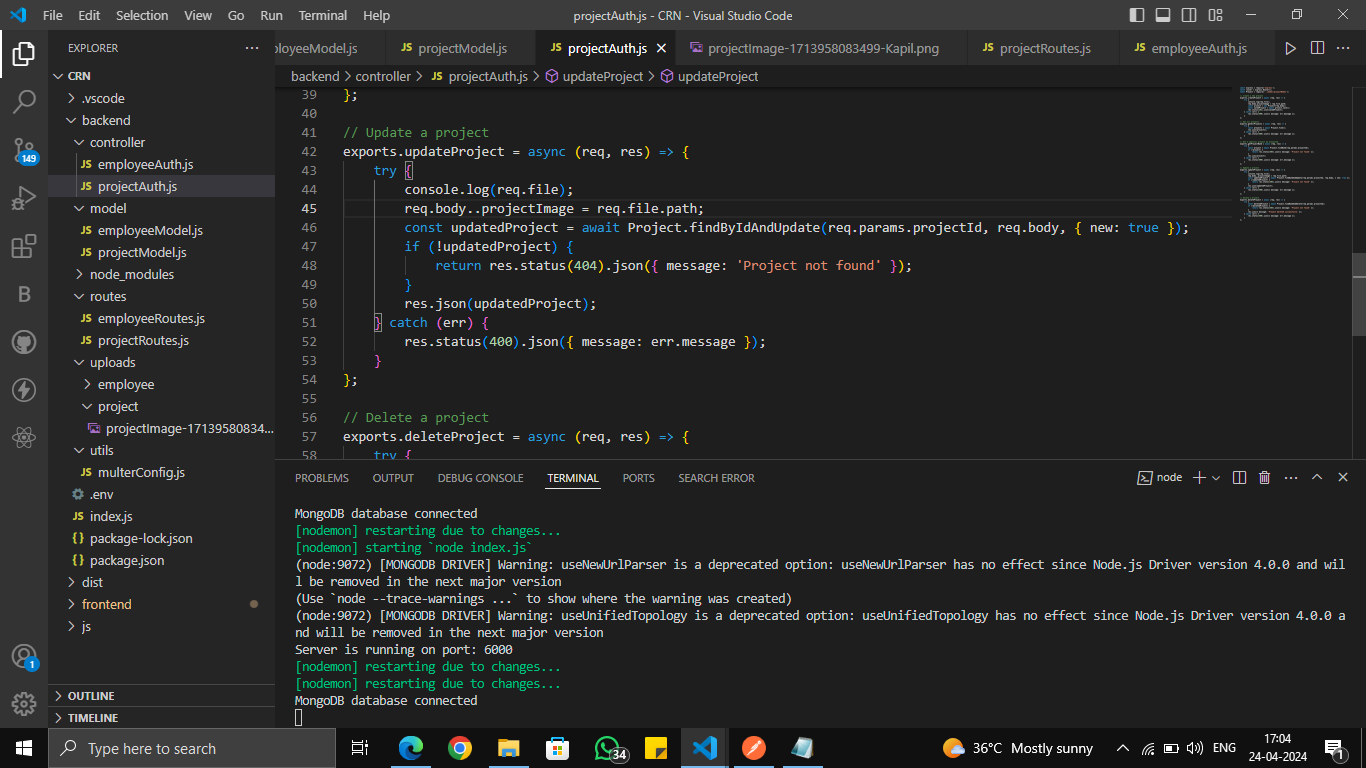 File Edit Selection View Go Run Terminal Help
projectAuth.js - CRN - Visual Studio Code
EXPLORER
CRN
.vscode
backend
controller
JS employeeAuth.js
JS projectAuth.js
model
JS employeeModel.js
JS projectModel.js
node_modules
routes
JS employeeRoutes.js
JS projectRoutes.js
uploads
employee
project
projectImage-17139580834...
utils
JS multerConfig.js
.env
JS index.js
{} package-lock.json
{} package.json
dist
frontend
js
OUTLINE
TIMELINE
149
B
1
ployeeModel.js JS projectModel.js JS projectAuth.js projectImage-1713958083499-Kapil.png JS projectRoutes.js JS employeeAuth.js
backend > controller > JS projectAuth.js > updateProject > updateProject
39 };
40
41 // Update a project
42 exports.updateProject = async (req, res) => {
43 try {
44 console.log(req.file);
45 req.body..projectImage = req.file.path;
46 const updatedProject = await Project.findByIdAndUpdate(req.params.projectId, req.body, { new: true });
47 if (!updatedProject) {
48 return res.status(404).json({ message: 'Project not found' });
49 }
50 res.json(updatedProject);
51 } catch (err) {
52 res.status(400).json({ message: err.message });
53 }
54 };
55
56 // Delete a project
57 exports.deleteProject = async (req, res) => {
58 try {
PROBLEMS OUTPUT DEBUG CONSOLE TERMINAL PORTS SEARCH ERROR
node
MongoDB database connected
[nodemon] restarting due to changes...
[nodemon] starting `node index.js`
(node:9072) [MONGODB DRIVER] Warning: useNewUrlParser is a deprecated option: useNewUrlParser has no effect since Node.js Driver version 4.0.0 and wil
l be removed in the next major version
(Use `node --trace-warnings ...` to show where the warning was created)
(node:9072) [MONGODB DRIVER] Warning: useUnifiedTopology is a deprecated option: useUnifiedTopology has no effect since Node.js Driver version 4.0.0 a
nd will be removed in the next major version
Server is running on port: 6000
[nodemon] restarting due to changes...
[nodemon] restarting due to changes...
MongoDB database connected
Type here to search
34
36°C Mostly sunny
ENG
17:04
24-04-2024
1